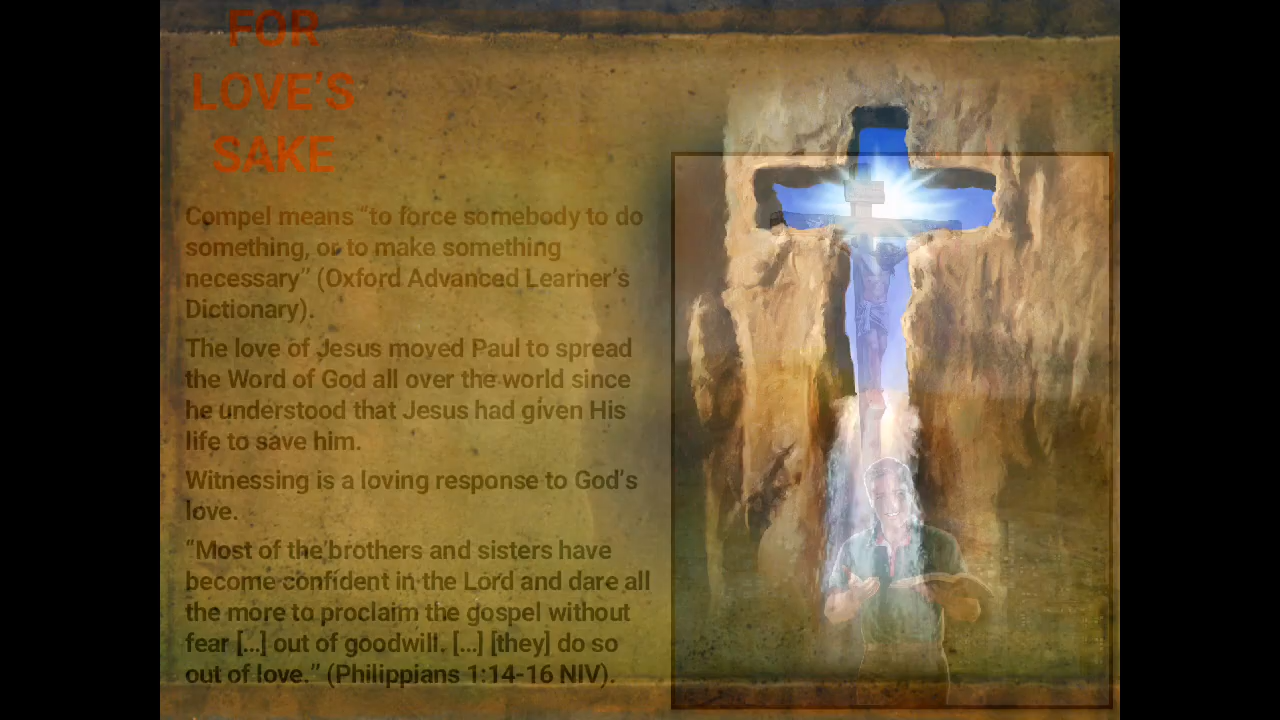 FOR
LOVE’S
SAKE
Compel means “to force somebody to do
something, or to make something
necessary” (Oxford Advanced Learner’s
Dictionary).
The love of Jesus moved Paul to spread
the Word of God all over the world since
he understood that Jesus had given His
life to save him.
Witnessing is a loving response to God’s
love.
“Most of the brothers and sisters have
become confident in the Lord and dare all
the more to proclaim the gospel without
fear [...] out of goodwill. [...] [they] do so
out of love.” (Philippians 1:14-16 NIV).